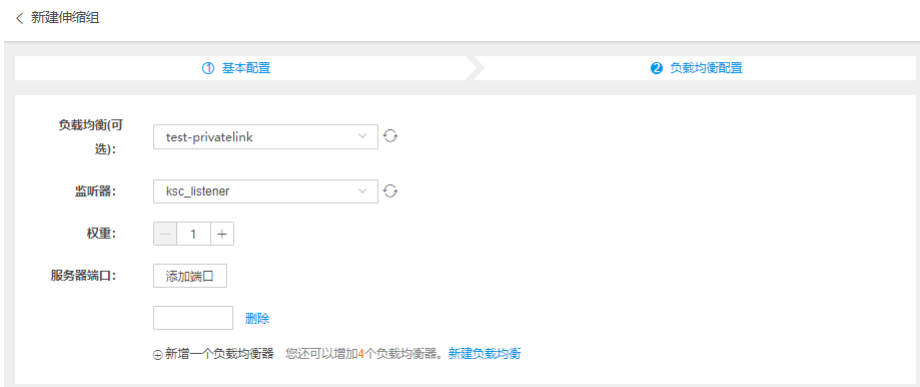 新建伸缩组
① 基本配置
❷ 负载均衡配置
负载均衡(可
选):
test-privatelink
监听器:
ksc_listener
权重:
1
服务器端口:
添加端口
删除
新增一个负载均衡器 您还可以增加4个负载均衡器。新建负载均衡